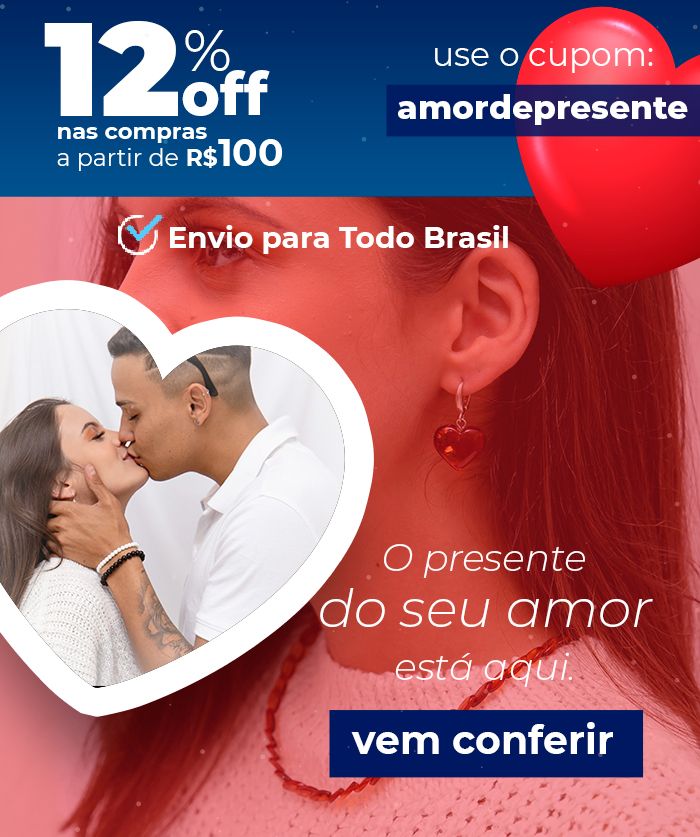 12% off
nas compras
a partir de R$100
use o cupom:
amordepresente
Envio para Todo Brasil
O presente
do seu amor
está aqui.
vem conferir